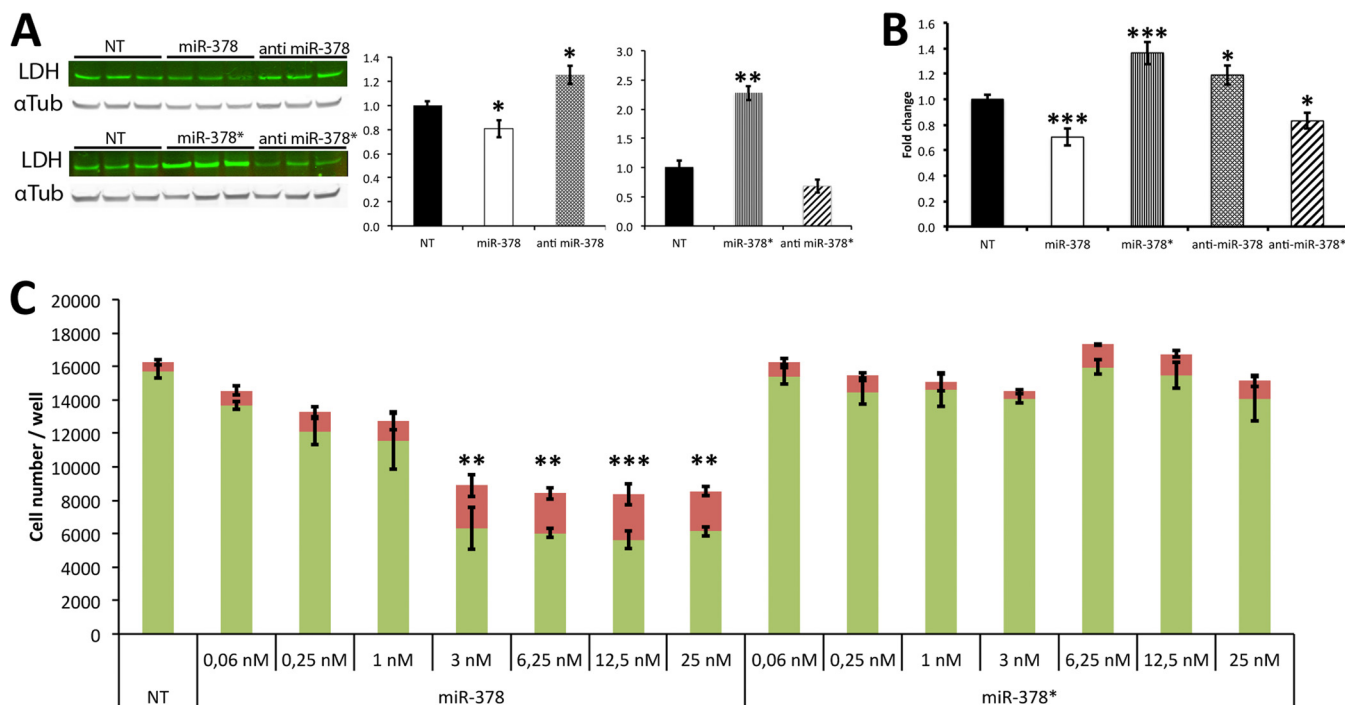 A
NT miR-378 anti miR-378
LDH
αTub
NT miR-378* anti miR-378*
LDH
αTub
1.4
1.2
1.0
0.8
0.6
0.4
0.2
0.0
*
*
NT miR-378 anti miR-378
3.0
2.5
2.0
1.5
1.0
0.5
0.0
**
NT miR-378* anti miR-378*
B
Fold change
1.6
1.4
1.2
1.0
0.8
0.6
0.4
0.2
0.0
***
***
*
*
NT miR-378 miR-378* anti-miR-378 anti-miR-378*
C
Cell number / well
20000
18000
16000
14000
12000
10000
8000
6000
4000
2000
0
** ** *** **
0,06 nM 0,25 nM 1 nM 3 nM 6,25 nM 12,5 nM 25 nM 0,06 nM 0,25 nM 1 nM 3 nM 6,25 nM 12,5 nM 25 nM
NT miR-378 miR-378*